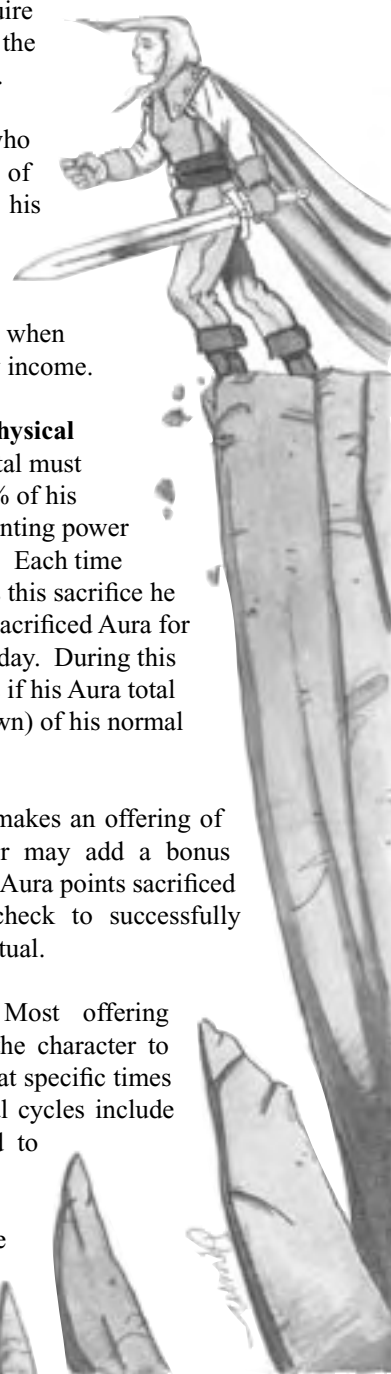 uire
the
.
who
of
his
when
income.
hysical
tal must
% of his
nting power
Each time
this sacrifice he
acrificed Aura for
day. During this
if his Aura total
wn) of his normal
makes an offering of
r may add a bonus
Aura points sacrificed
check to successfully
tual.
Most offering
he character to
at specific times
l cycles include
d to
e